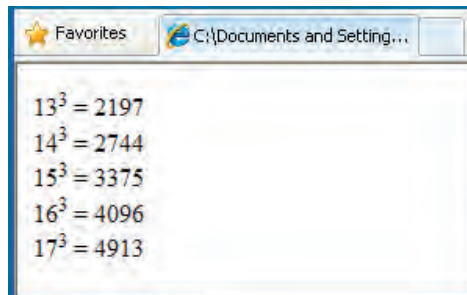 Favorites C:\Documents and Setting...
13³ = 2197
14³ = 2744
15³ = 3375
16³ = 4096
17³ = 4913